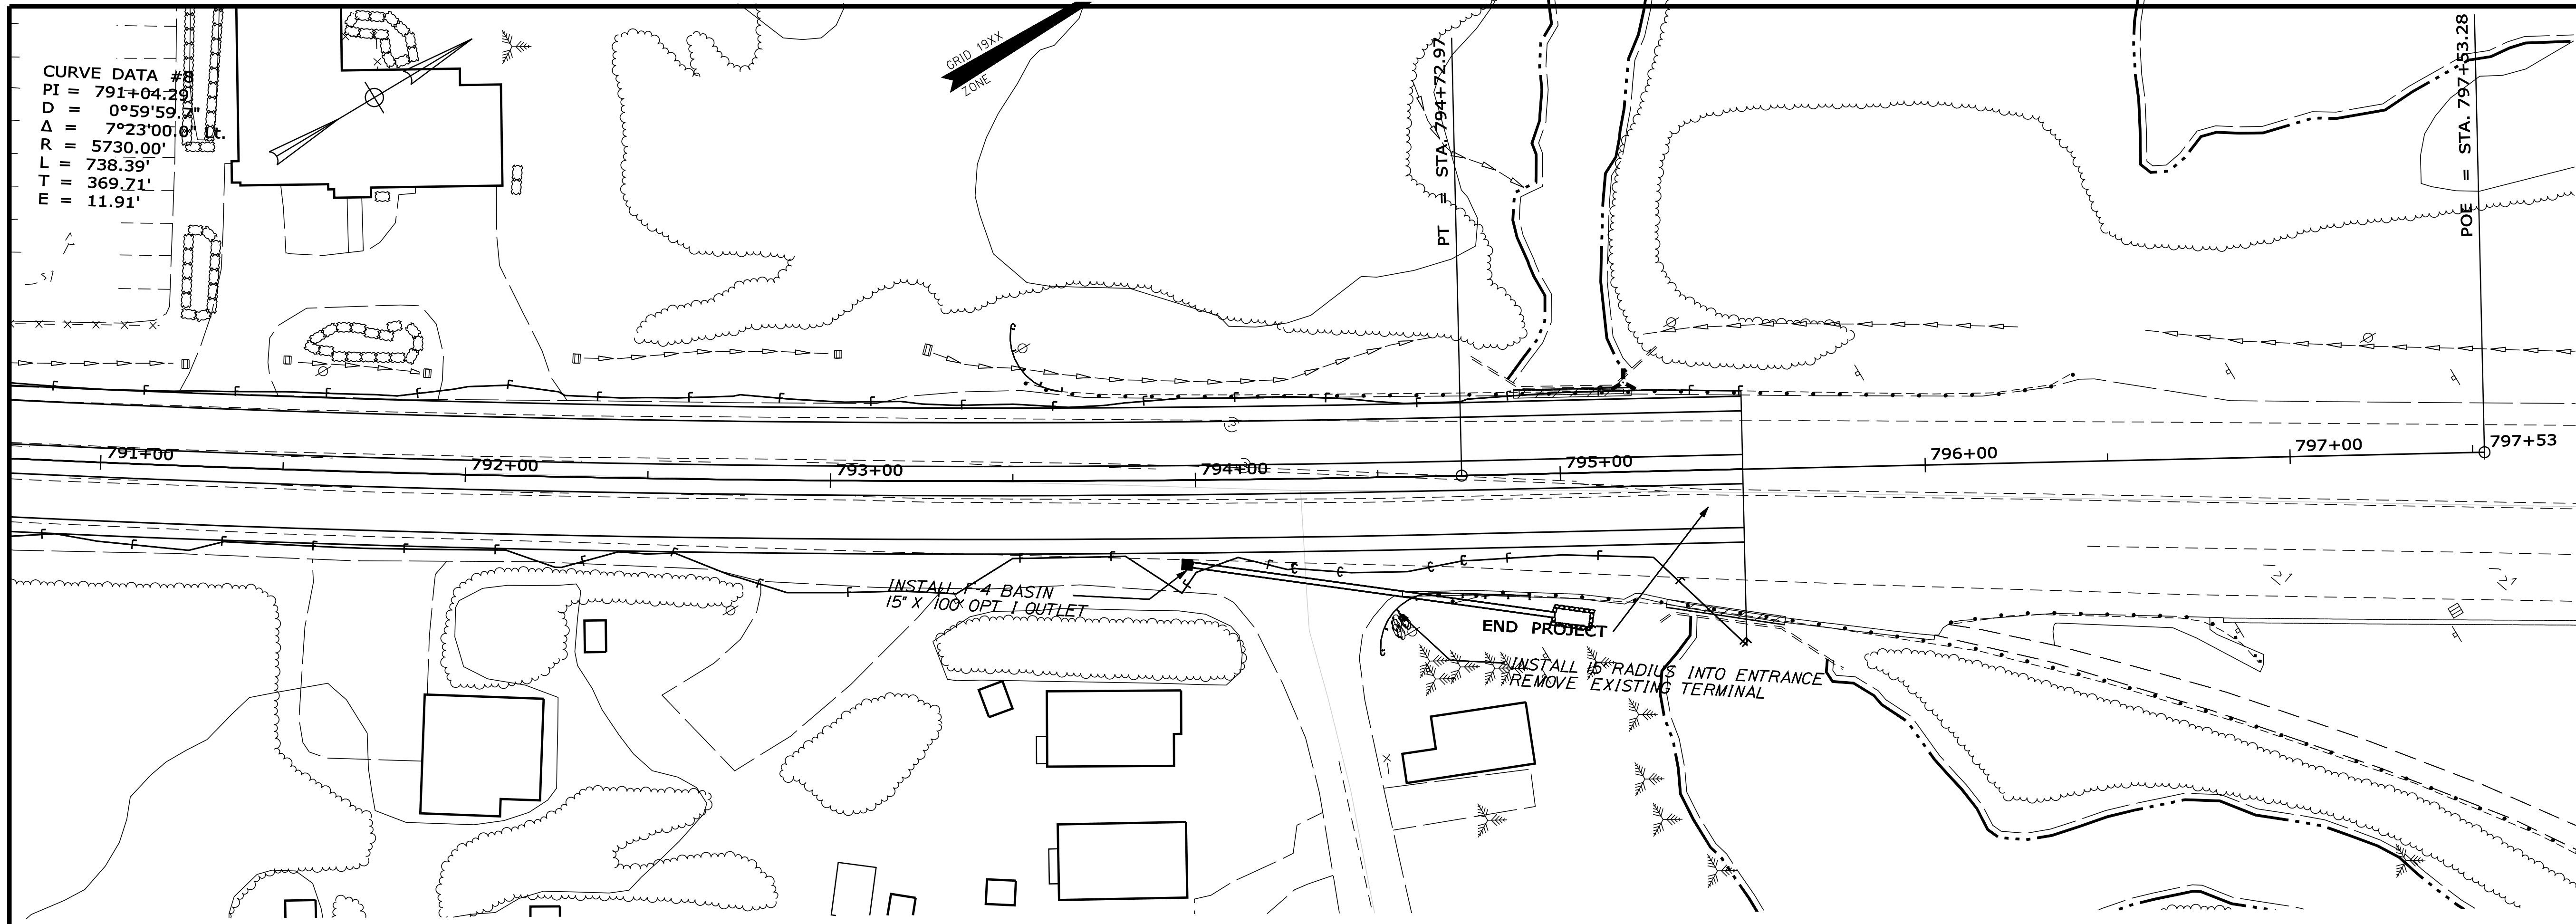 CURVE DATA #8
PI = 791+04.29
D = 0°59'59.7"
Δ = 7°23'00.0" Lt.
R = 5730.00'
L = 738.39'
T = 369.71'
E = 11.91'
GRID 19XX
ZONE
PT = STA. 794+72.97
POE = STA. 797+53.28
791+00
792+00
793+00
794+00
795+00
796+00
797+00
797+53
INSTALL F-4 BASIN
15" X 100' OPT I OUTLET
END PROJECT
INSTALL 15' RADIUS INTO ENTRANCE
REMOVE EXISTING TERMINAL